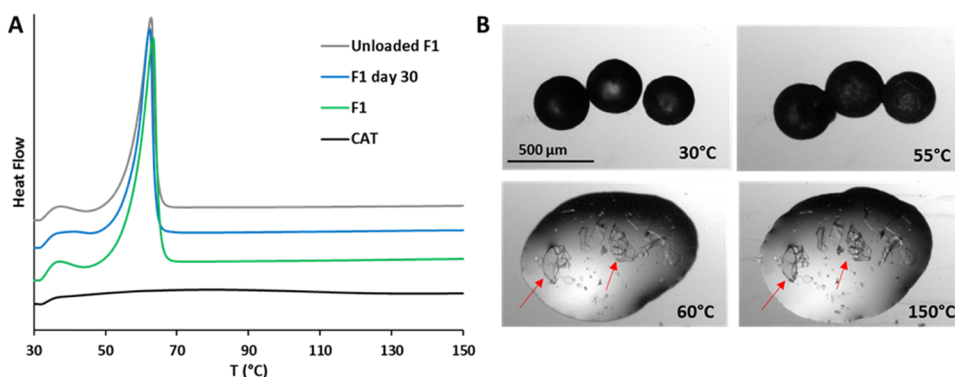 A
Heat Flow
Unloaded F1
F1 day 30
F1
CAT
30 50 70 90 110 130 150
T (°C)
B
500 µm
30°C
55°C
60°C
150°C